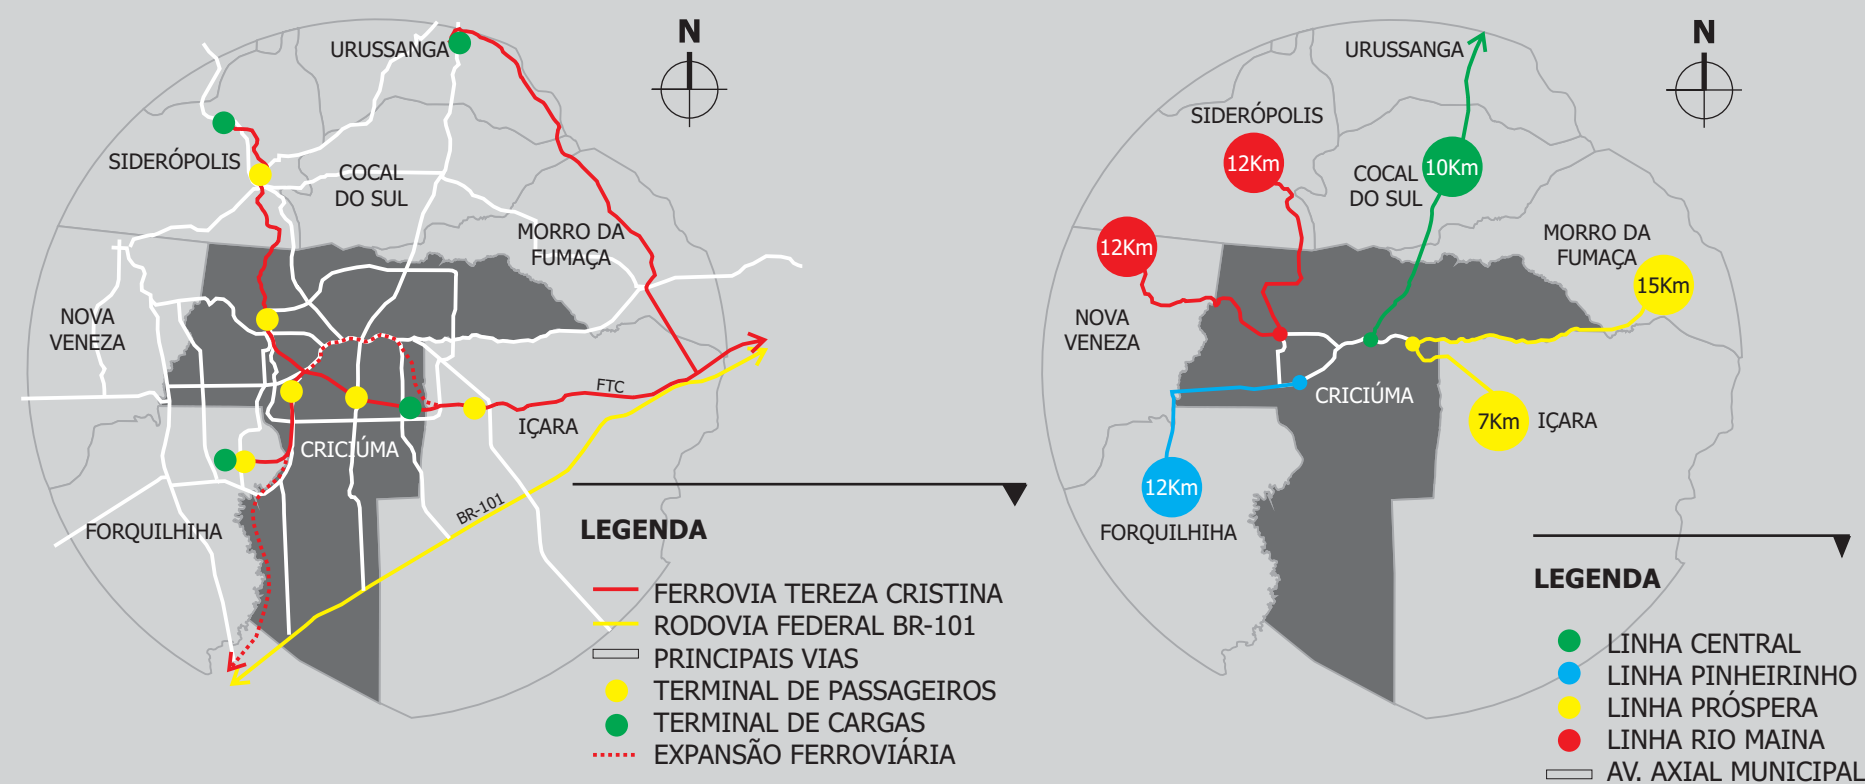 URUSSANGA
N
SIDERÓPOLIS
COCAL
DO SUL
MORRO DA
FUMAÇA
NOVA
VENEZA
FTC
IÇARA
CRICIÚMA
BR-101
FORQUILHIHA
LEGENDA
FERROVIA TEREZA CRISTINA
RODOVIA FEDERAL BR-101
PRINCIPAIS VIAS
TERMINAL DE PASSAGEIROS
TERMINAL DE CARGAS
EXPANSÃO FERROVIÁRIA
URUSSANGA
N
SIDERÓPOLIS
12Km
COCAL
DO SUL
10Km
12Km
MORRO DA
FUMAÇA
15Km
NOVA
VENEZA
CRICIÚMA
7Km
IÇARA
12Km
FORQUILHIHA
LEGENDA
LINHA CENTRAL
LINHA PINHEIRINHO
LINHA PRÓSPERA
LINHA RIO MAINA
AV. AXIAL MUNICIPAL